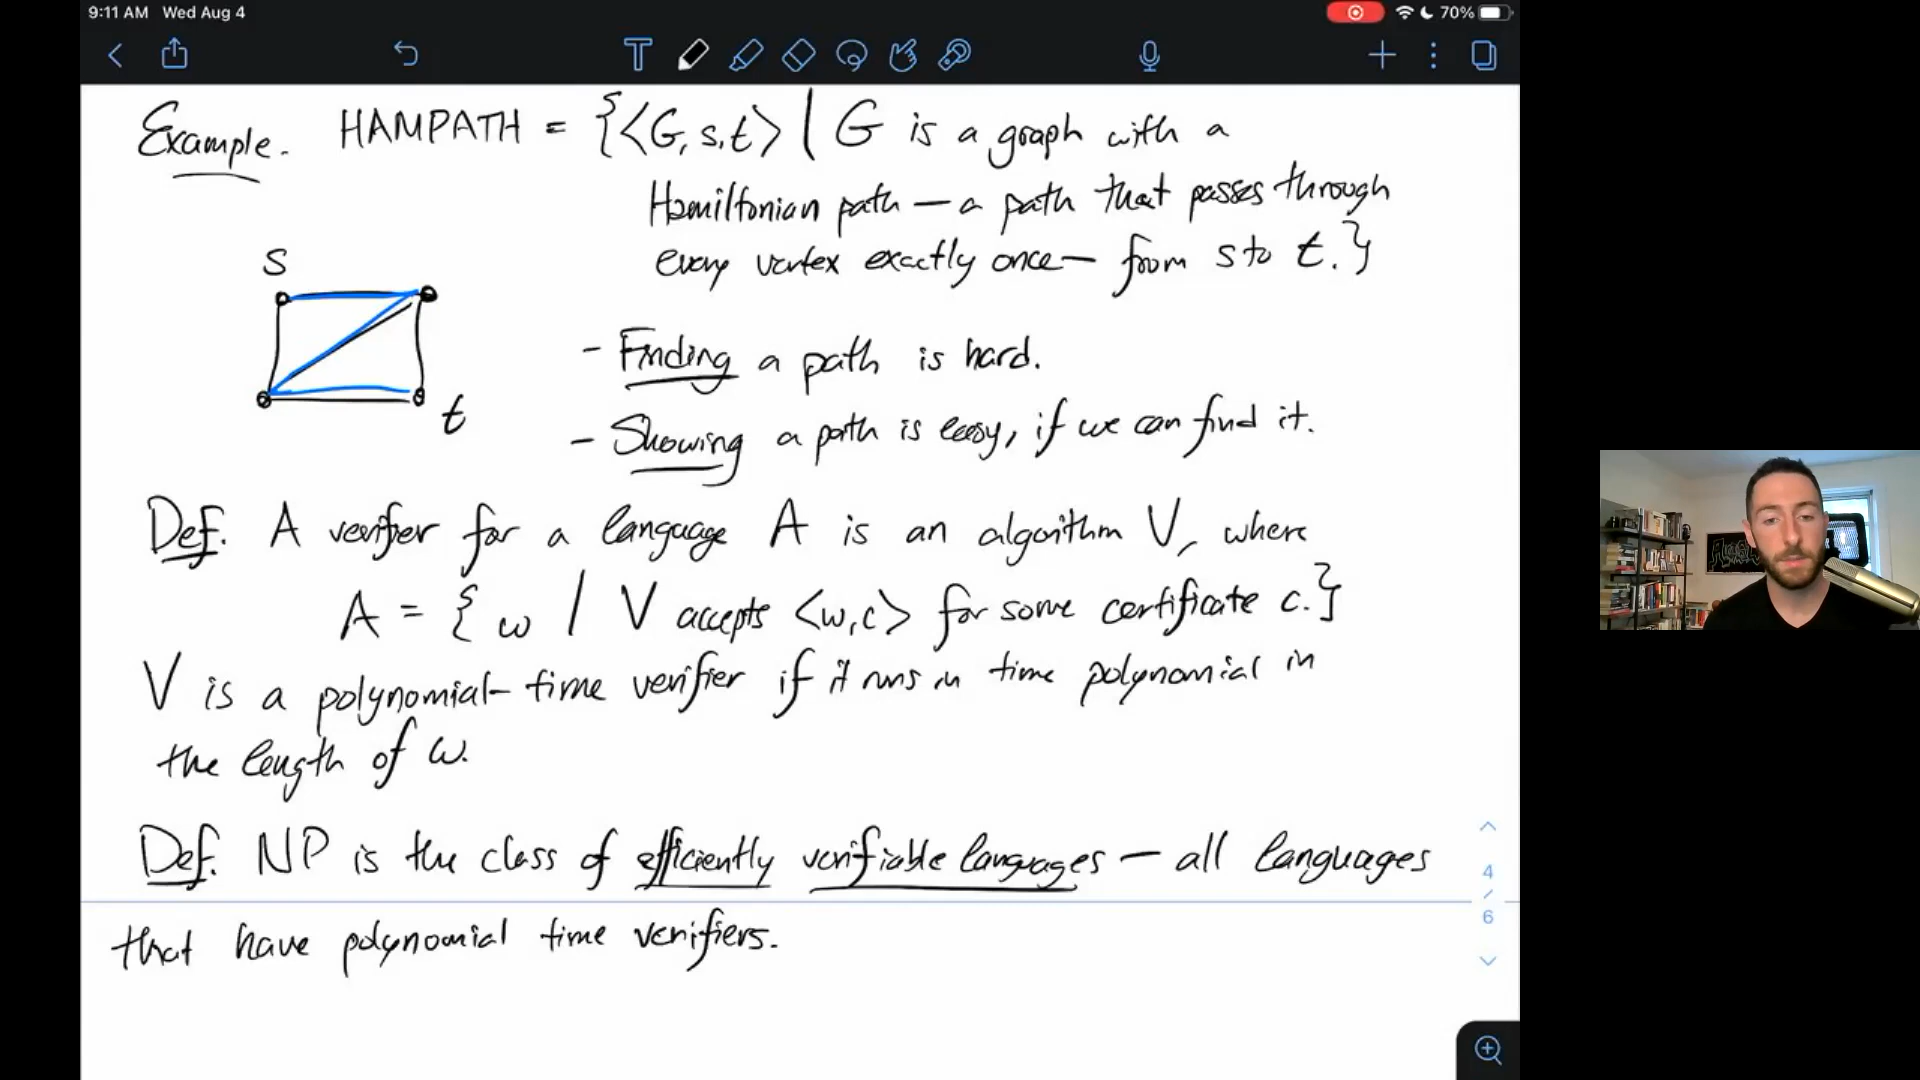 9:11 AM Wed Aug 4
70%
Example. HAMPATH = {<G, s, t> | G is a graph with a
Hamiltonian path — a path that passes through
every vertex exactly once — from s to t.}
s
t
- Finding a path is hard.
- Showing a path is easy, if we can find it.
Def. A verifier for a language A is an algorithm V, where
A = { w | V accepts <w, c> for some certificate c.}
V is a polynomial-time verifier if it runs in time polynomial in
the length of w.
Def. NP is the class of efficiently verifiable languages — all languages
that have polynomial time verifiers.
4
/
6